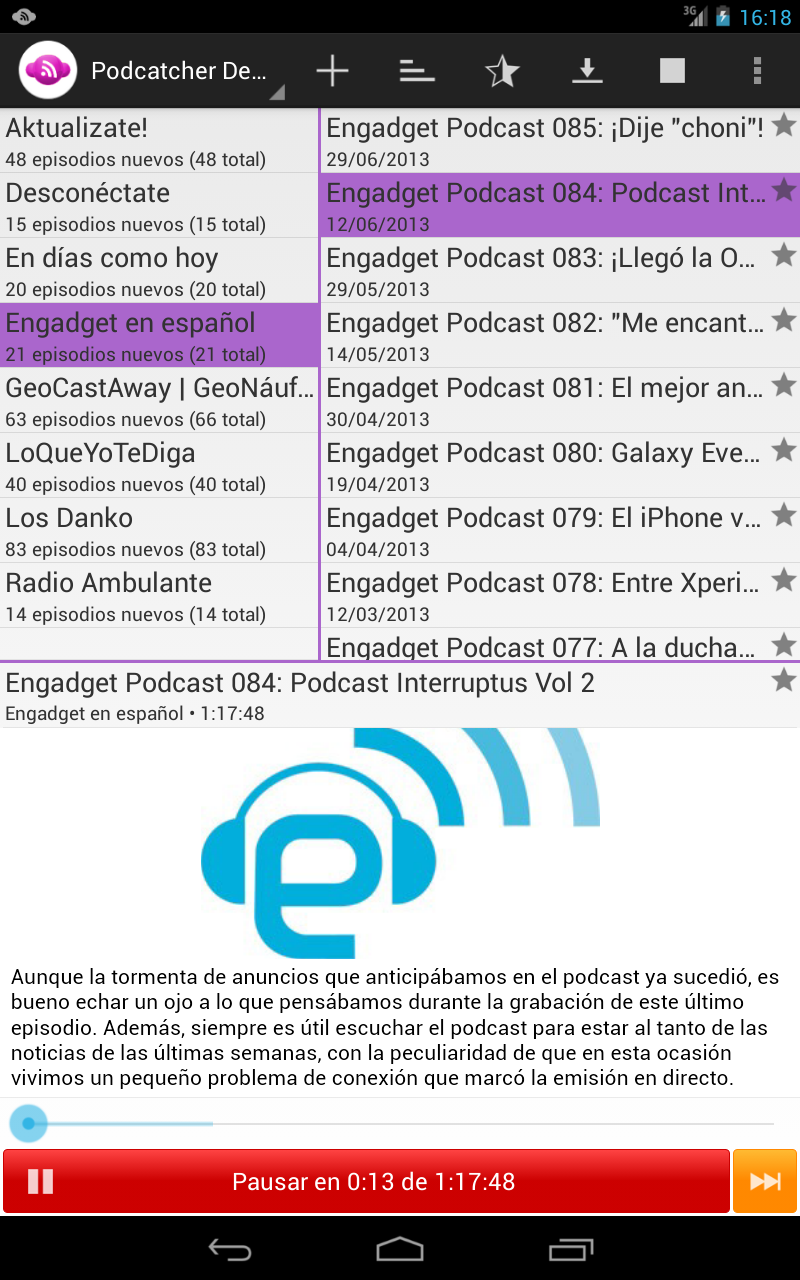 3G 16:18
Podcatcher De...
Aktualizate!
48 episodios nuevos (48 total)
Desconéctate
15 episodios nuevos (15 total)
En días como hoy
20 episodios nuevos (20 total)
Engadget en español
21 episodios nuevos (21 total)
GeoCastAway | GeoNáuf...
63 episodios nuevos (66 total)
LoQueYoTeDiga
40 episodios nuevos (40 total)
Los Danko
83 episodios nuevos (83 total)
Radio Ambulante
14 episodios nuevos (14 total)
Engadget Podcast 085: ¡Dije "choni"!
29/06/2013
Engadget Podcast 084: Podcast Int...
12/06/2013
Engadget Podcast 083: ¡Llegó la O...
29/05/2013
Engadget Podcast 082: "Me encant...
14/05/2013
Engadget Podcast 081: El mejor an...
30/04/2013
Engadget Podcast 080: Galaxy Eve...
19/04/2013
Engadget Podcast 079: El iPhone v...
04/04/2013
Engadget Podcast 078: Entre Xperi...
12/03/2013
Engadget Podcast 077: A la ducha...
Engadget Podcast 084: Podcast Interruptus Vol 2
Engadget en español • 1:17:48
e
Aunque la tormenta de anuncios que anticipábamos en el podcast ya sucedió, es
bueno echar un ojo a lo que pensábamos durante la grabación de este último
episodio. Además, siempre es útil escuchar el podcast para estar al tanto de las
noticias de las últimas semanas, con la peculiaridad de que en esta ocasión
vivimos un pequeño problema de conexión que marcó la emisión en directo.
Pausar en 0:13 de 1:17:48